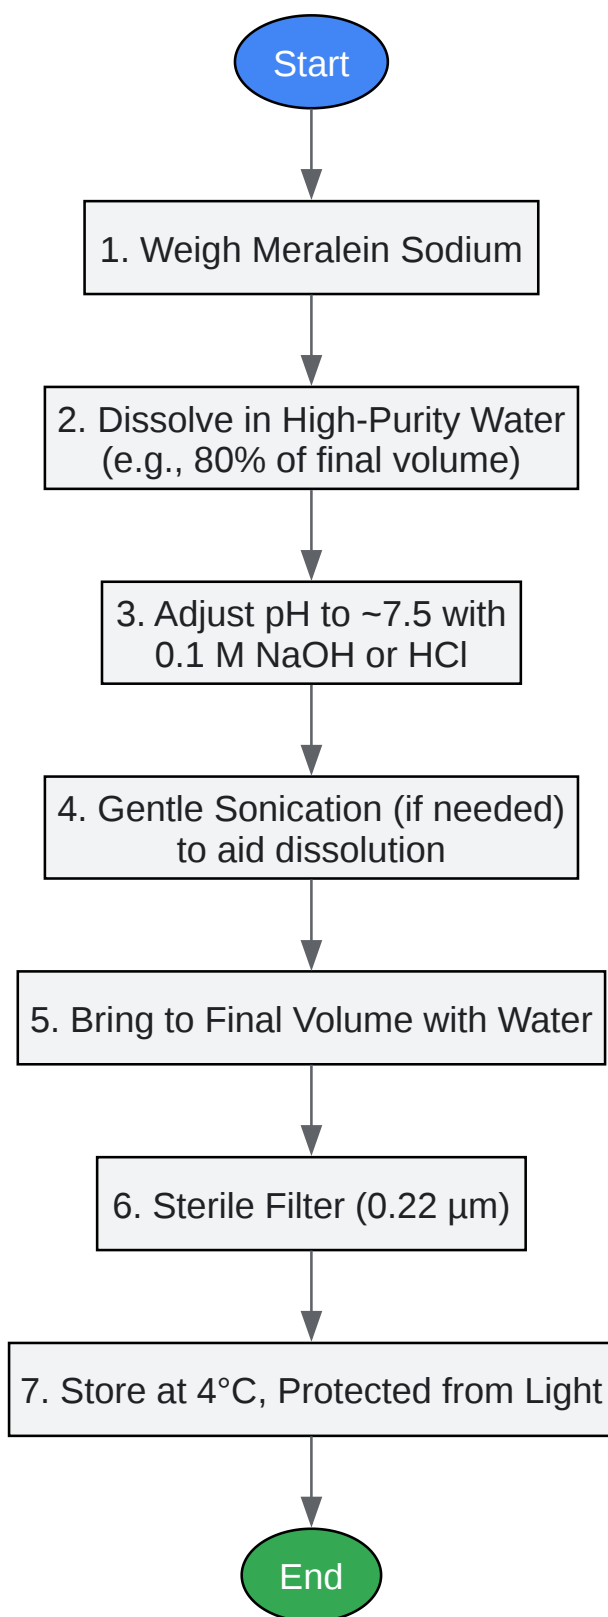 Start
1. Weigh Meralein Sodium
2. Dissolve in High-Purity Water
(e.g., 80% of final volume)
3. Adjust pH to ~7.5 with
0.1 M NaOH or HCl
4. Gentle Sonication (if needed)
to aid dissolution
5. Bring to Final Volume with Water
6. Sterile Filter (0.22 µm)
7. Store at 4°C, Protected from Light
End